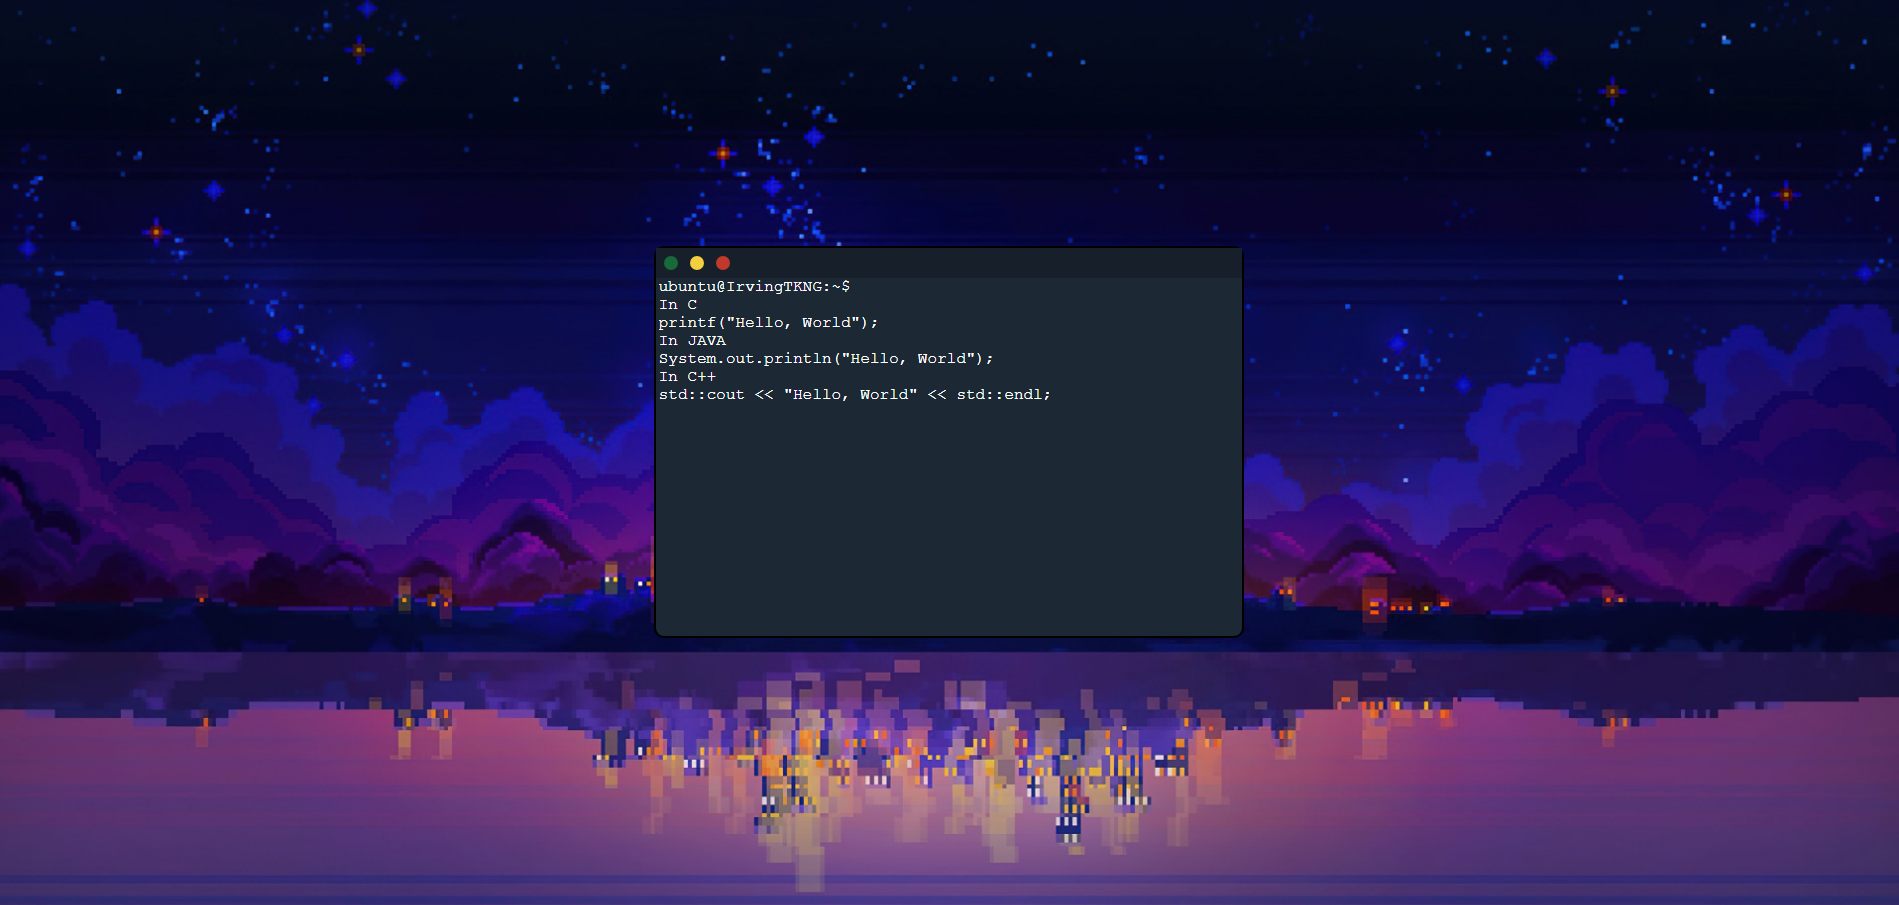 ubuntu@IrvingTKNG:~$
In C
printf("Hello, World");
In JAVA
System.out.println("Hello, World");
In C++
std::cout << "Hello, World" << std::endl;